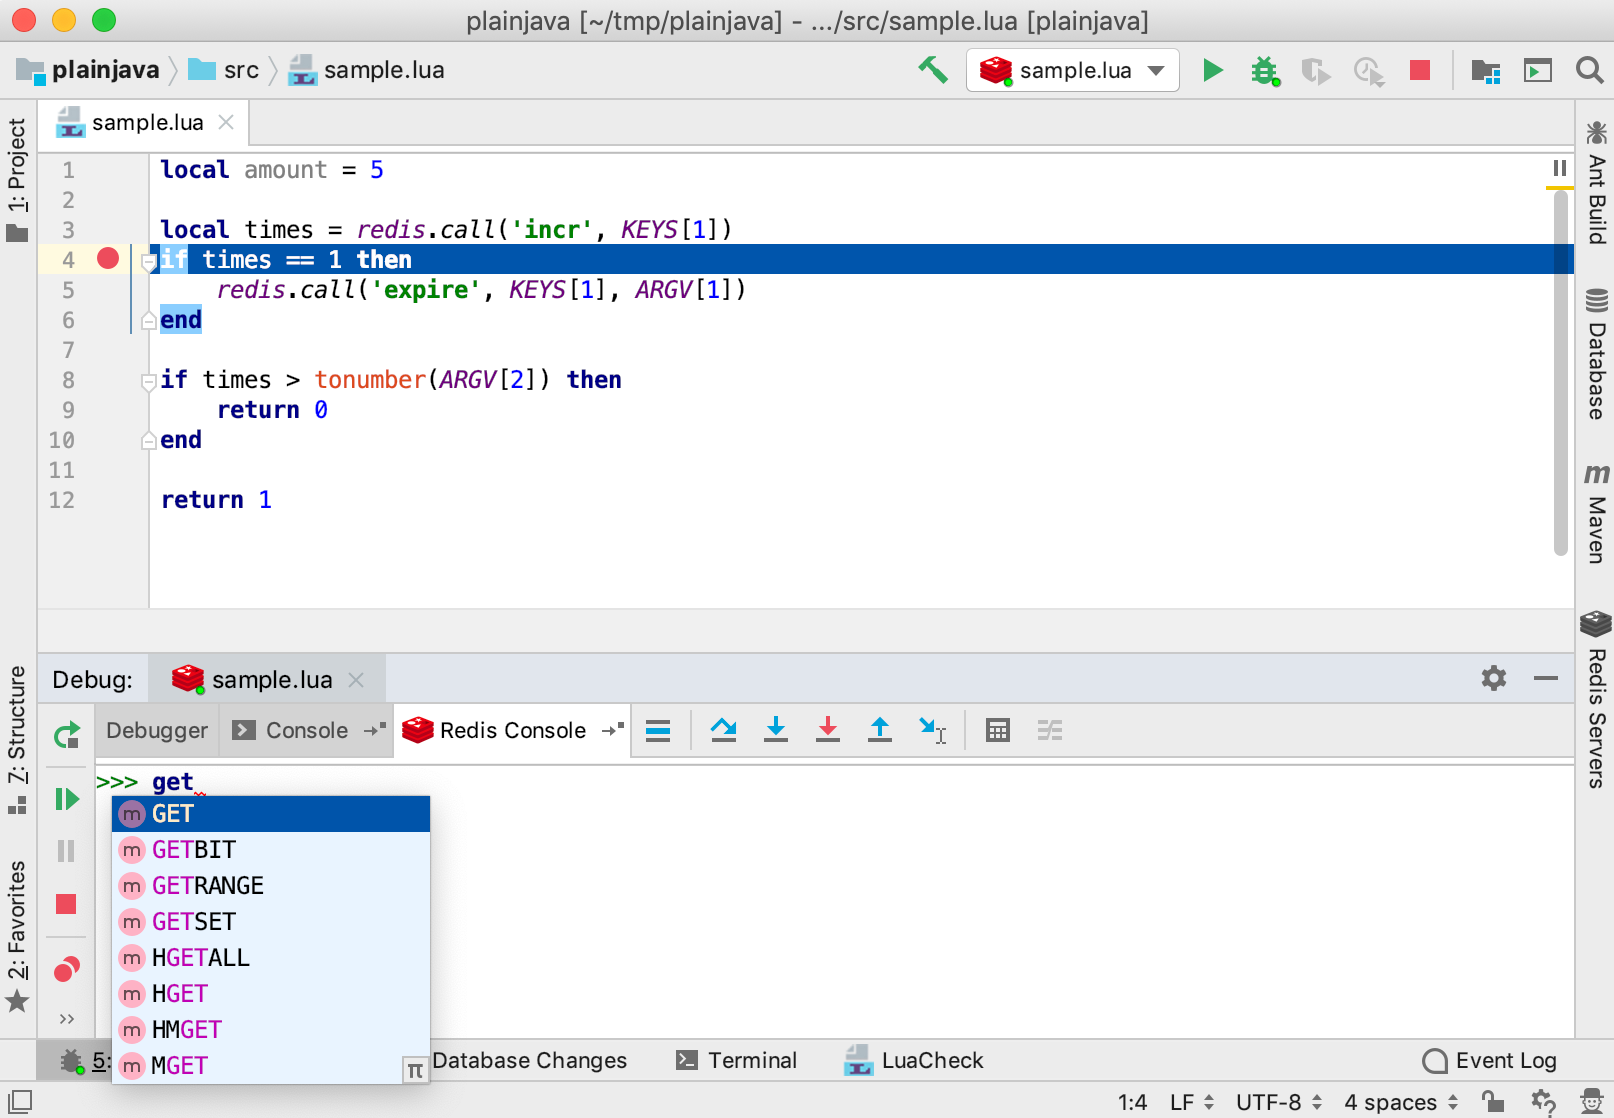 plainjava [~/tmp/plainjava] - .../src/sample.lua [plainjava]
plainjava src sample.lua
sample.lua
sample.lua
1: Project
7: Structure
2: Favorites
1 local amount = 5
2
3 local times = redis.call('incr', KEYS[1])
4 if times == 1 then
5 redis.call('expire', KEYS[1], ARGV[1])
6 end
7
8 if times > tonumber(ARGV[2]) then
9 return 0
10 end
11
12 return 1
Ant Build
Database
m
Maven
Redis Servers
Debug: sample.lua
Debugger Console Redis Console
>>> get
m GET
m GETBIT
m GETRANGE
m GETSET
m HGETALL
m HGET
m HMGET
m MGET π
5: Database Changes Terminal LuaCheck Event Log
1:4 LF UTF-8 4 spaces